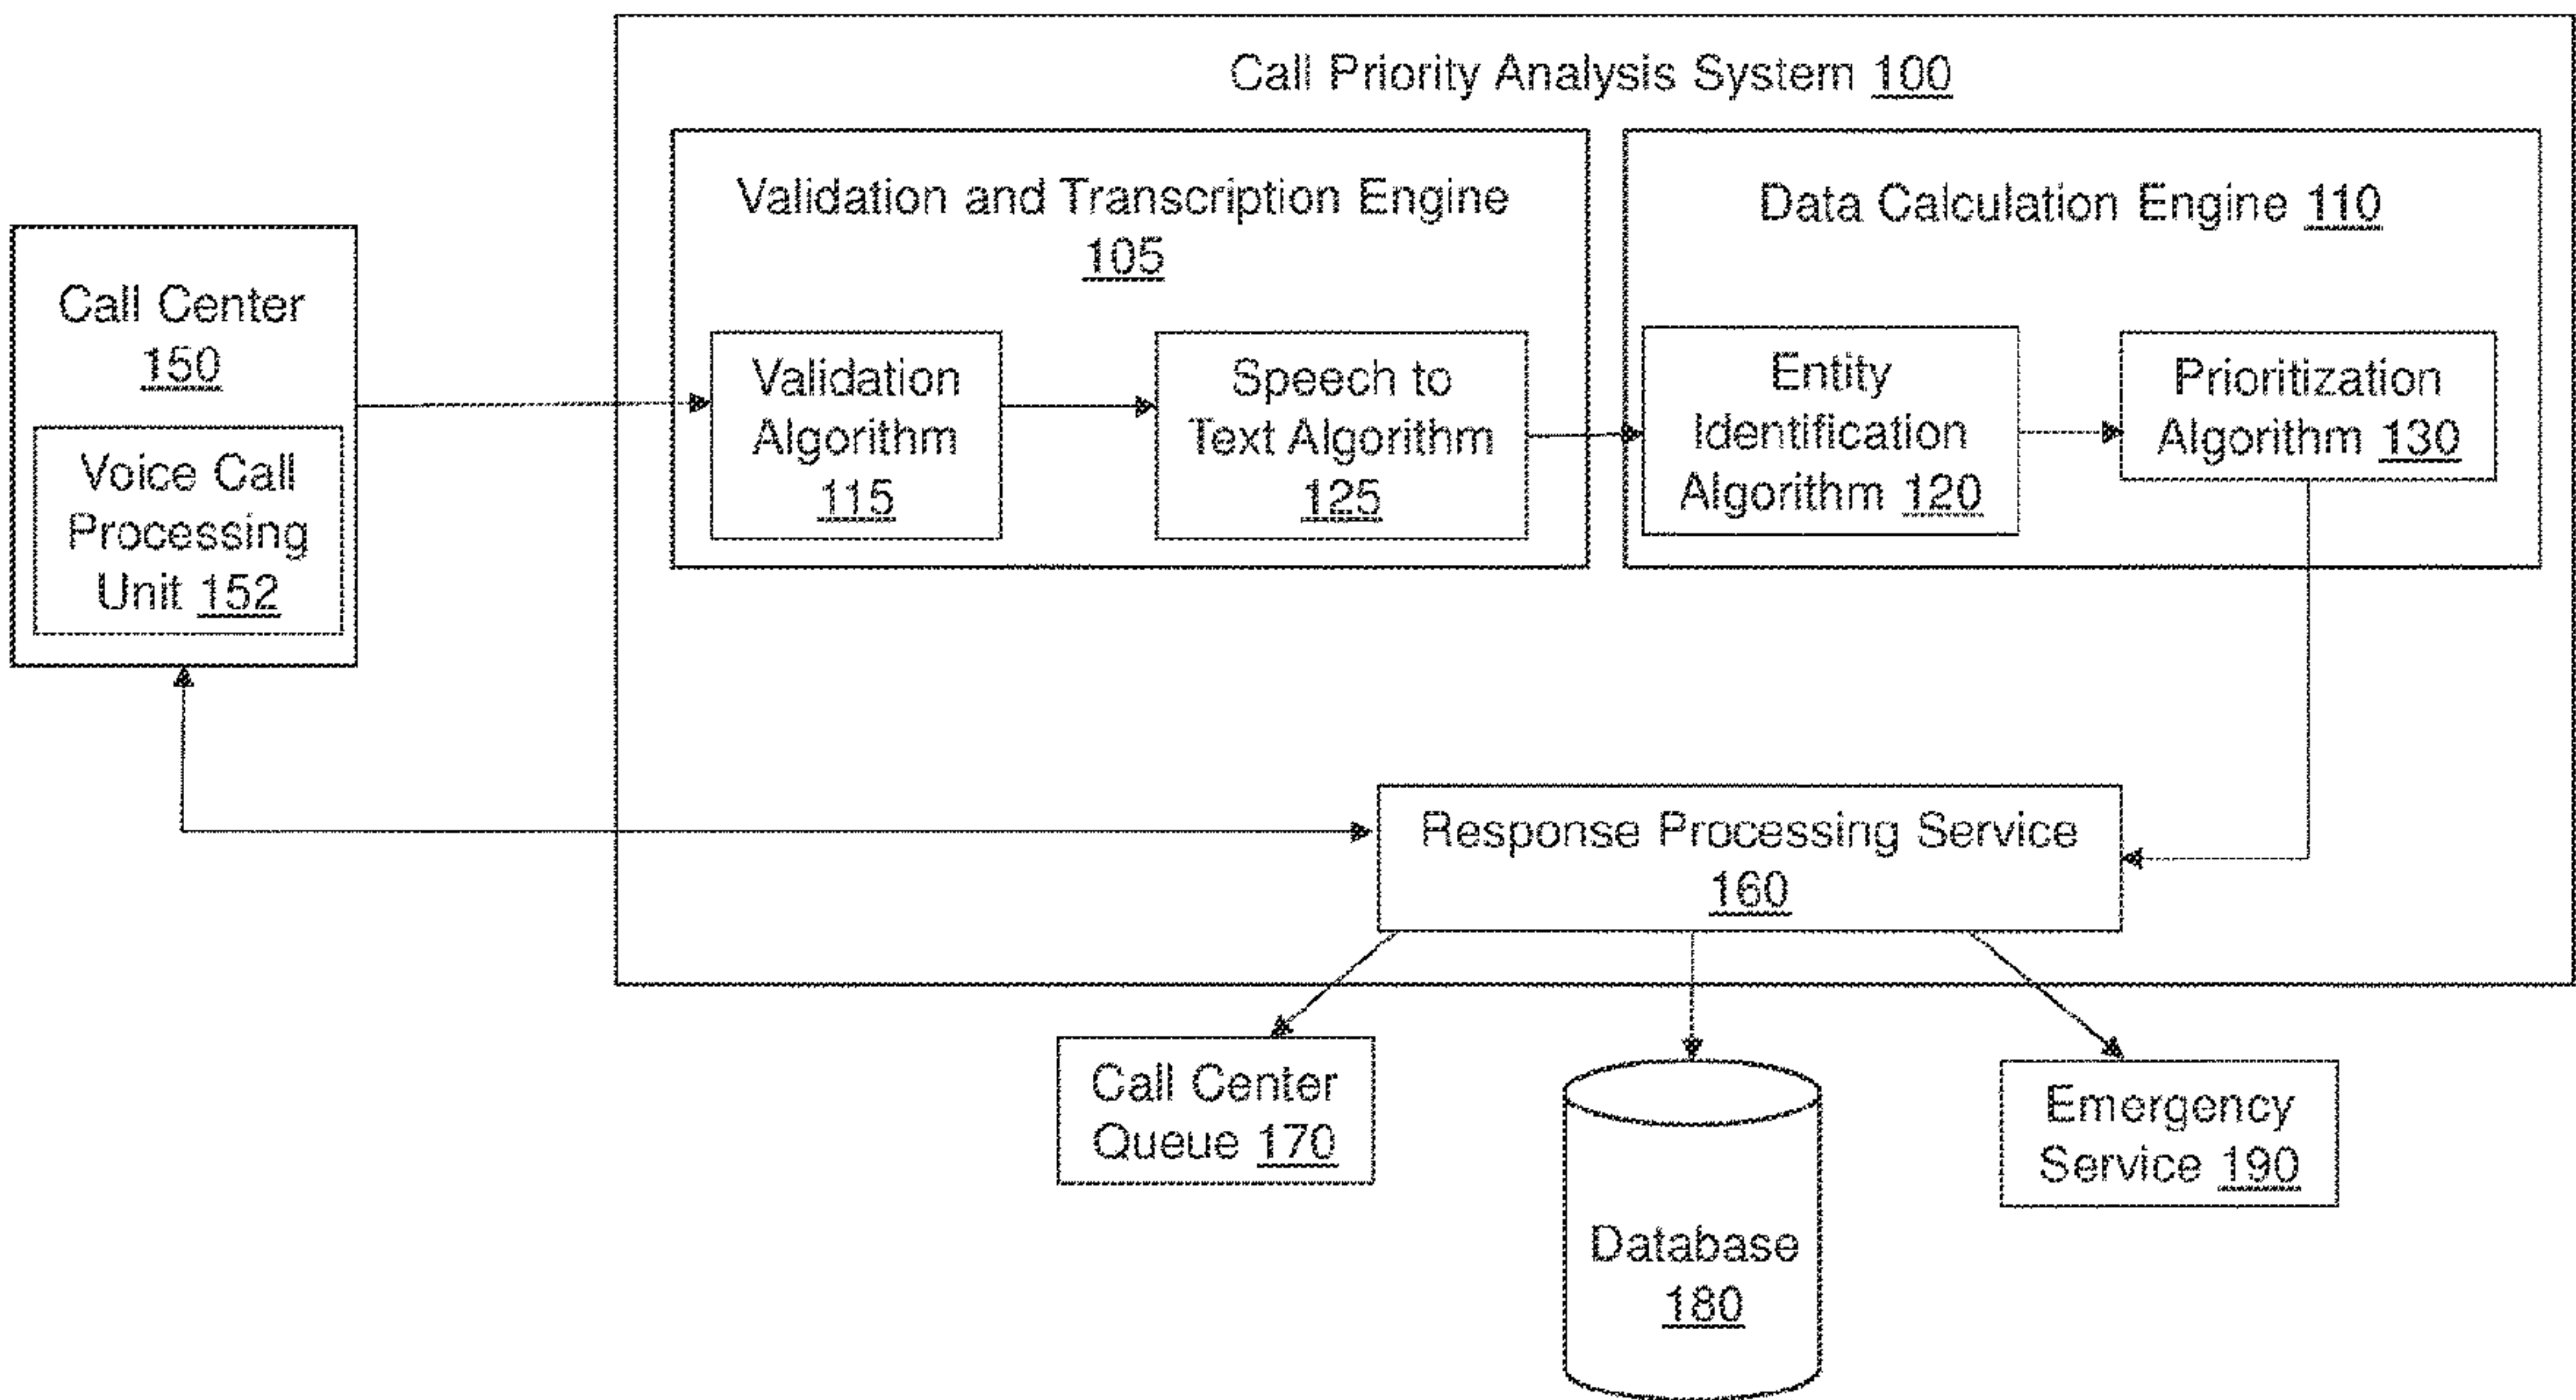 Call Priority Analysis System 100
Validation and Transcription Engine
105
Data Calculation Engine 110
Call Center
150
Voice Call
Processing
Unit 152
Validation
Algorithm
115
Speech to
Text Algorithm
125
Entity
Identification
Algorithm 120
Prioritization
Algorithm 130
Response Processing Service
160
Call Center
Queue 170
Database
180
Emergency
Service 190